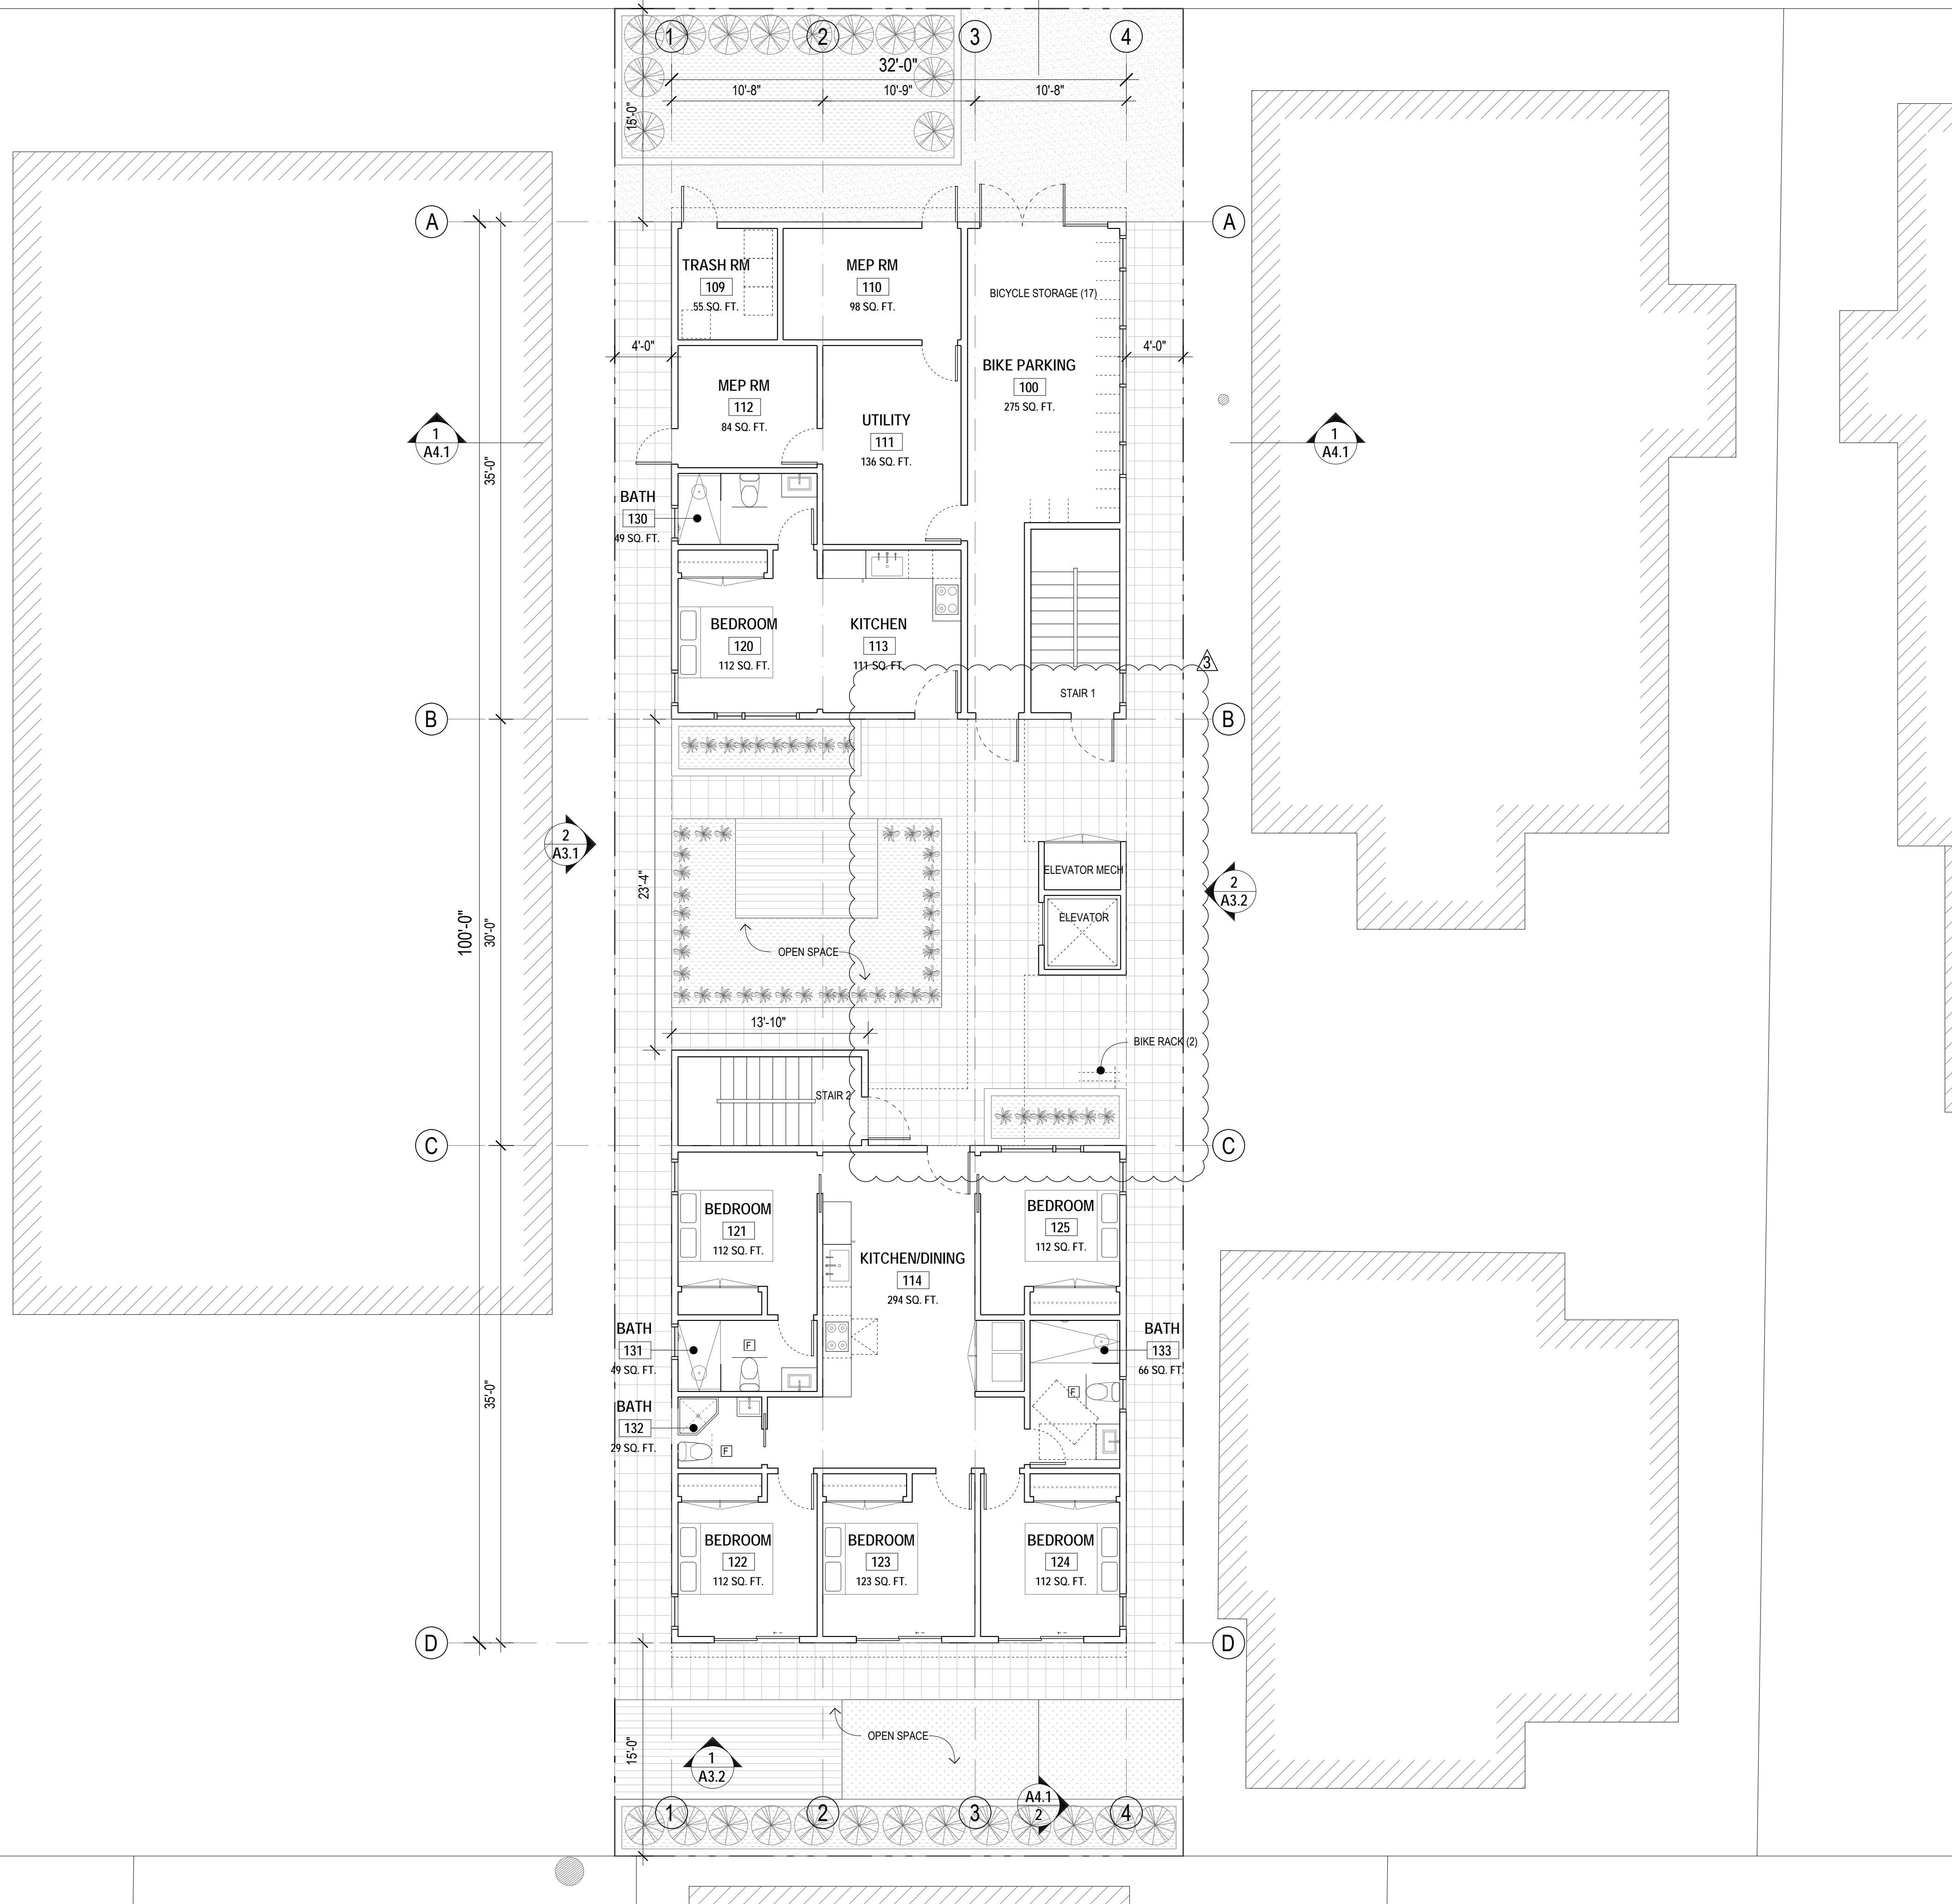 1 2 3 4
32'-0"
10'-8" 10'-9" 10'-8"
15'-0"
A A
TRASH RM
109
55 SQ. FT.
MEP RM
110
98 SQ. FT.
BICYCLE STORAGE (17)
4'-0" 4'-0"
BIKE PARKING
100
275 SQ. FT.
MEP RM
112
84 SQ. FT.
UTILITY
111
136 SQ. FT.
1
A4.1
1
A4.1
35'-0"
BATH
130
49 SQ. FT.
BEDROOM
120
112 SQ. FT.
KITCHEN
113
111 SQ. FT.
3
STAIR 1
B B
2
A3.1
ELEVATOR MECH
2
A3.2
23'-4"
ELEVATOR
100'-0"
30'-0"
OPEN SPACE
13'-10"
BIKE RACK (2)
STAIR 2
C C
BEDROOM
121
112 SQ. FT.
BEDROOM
125
112 SQ. FT.
KITCHEN/DINING
114
294 SQ. FT.
BATH
131
49 SQ. FT.
F
BATH
133
66 SQ. FT.
F
35'-0"
BATH
132
29 SQ. FT.
F
BEDROOM
122
112 SQ. FT.
BEDROOM
123
123 SQ. FT.
BEDROOM
124
112 SQ. FT.
D D
OPEN SPACE
15'-0"
1
A3.2
A4.1
2
1 2 3 4